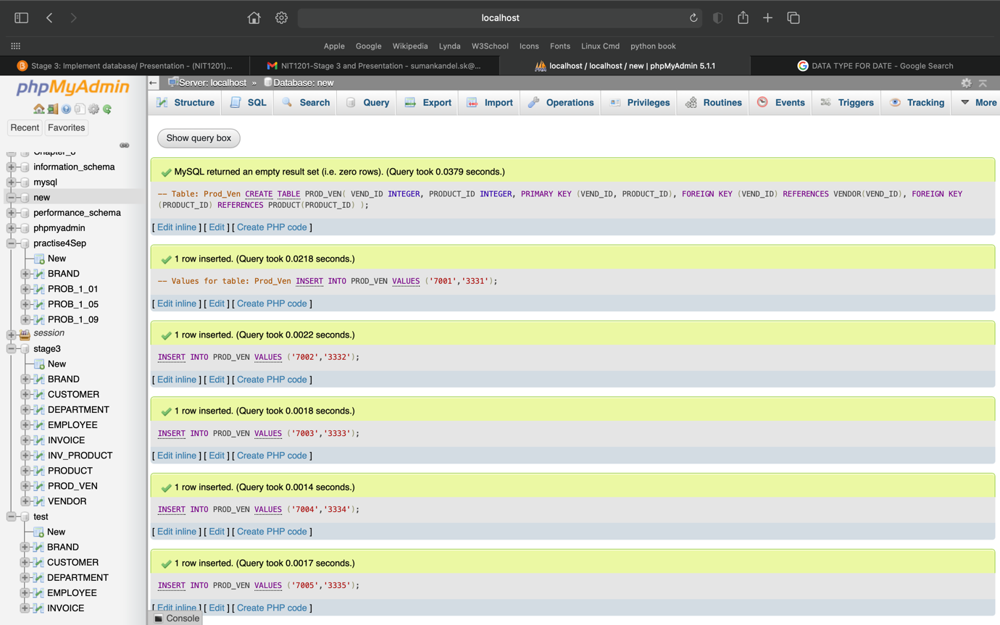 localhost
Apple Google Wikipedia Lynda W3School Icons Fonts Linux Cmd python book
Stage 3: Implement database/ Presentation - (NIT1201)... NIT1201-Stage 3 and Presentation - sumankandel.sk@... localhost / localhost / new | phpMyAdmin 5.1.1 DATA TYPE FOR DATE - Google Search
phpMyAdmin
Recent Favorites
Chapter_8
information_schema
mysql
new
performance_schema
phpmyadmin
practise4Sep
New
BRAND
PROB_1_01
PROB_1_05
PROB_1_09
session
stage3
New
BRAND
CUSTOMER
DEPARTMENT
EMPLOYEE
INVOICE
INV_PRODUCT
PRODUCT
PROD_VEN
VENDOR
test
New
BRAND
CUSTOMER
DEPARTMENT
EMPLOYEE
INVOICE
Server: localhost » Database: new
Structure SQL Search Query Export Import Operations Privileges Routines Events Triggers Tracking More
Show query box
MySQL returned an empty result set (i.e. zero rows). (Query took 0.0379 seconds.)
-- Table: Prod_Ven CREATE TABLE PROD_VEN( VEND_ID INTEGER, PRODUCT_ID INTEGER, PRIMARY KEY (VEND_ID, PRODUCT_ID), FOREIGN KEY (VEND_ID) REFERENCES VENDOR(VEND_ID), FOREIGN KEY
(PRODUCT_ID) REFERENCES PRODUCT(PRODUCT_ID) );
[ Edit inline ] [ Edit ] [ Create PHP code ]
1 row inserted. (Query took 0.0218 seconds.)
-- Values for table: Prod_Ven INSERT INTO PROD_VEN VALUES ('7001','3331');
[ Edit inline ] [ Edit ] [ Create PHP code ]
1 row inserted. (Query took 0.0022 seconds.)
INSERT INTO PROD_VEN VALUES ('7002','3332');
[ Edit inline ] [ Edit ] [ Create PHP code ]
1 row inserted. (Query took 0.0018 seconds.)
INSERT INTO PROD_VEN VALUES ('7003','3333');
[ Edit inline ] [ Edit ] [ Create PHP code ]
1 row inserted. (Query took 0.0014 seconds.)
INSERT INTO PROD_VEN VALUES ('7004','3334');
[ Edit inline ] [ Edit ] [ Create PHP code ]
1 row inserted. (Query took 0.0017 seconds.)
INSERT INTO PROD_VEN VALUES ('7005','3335');
[ Edit inline ] [ Edit ] [ Create PHP code ]
Console